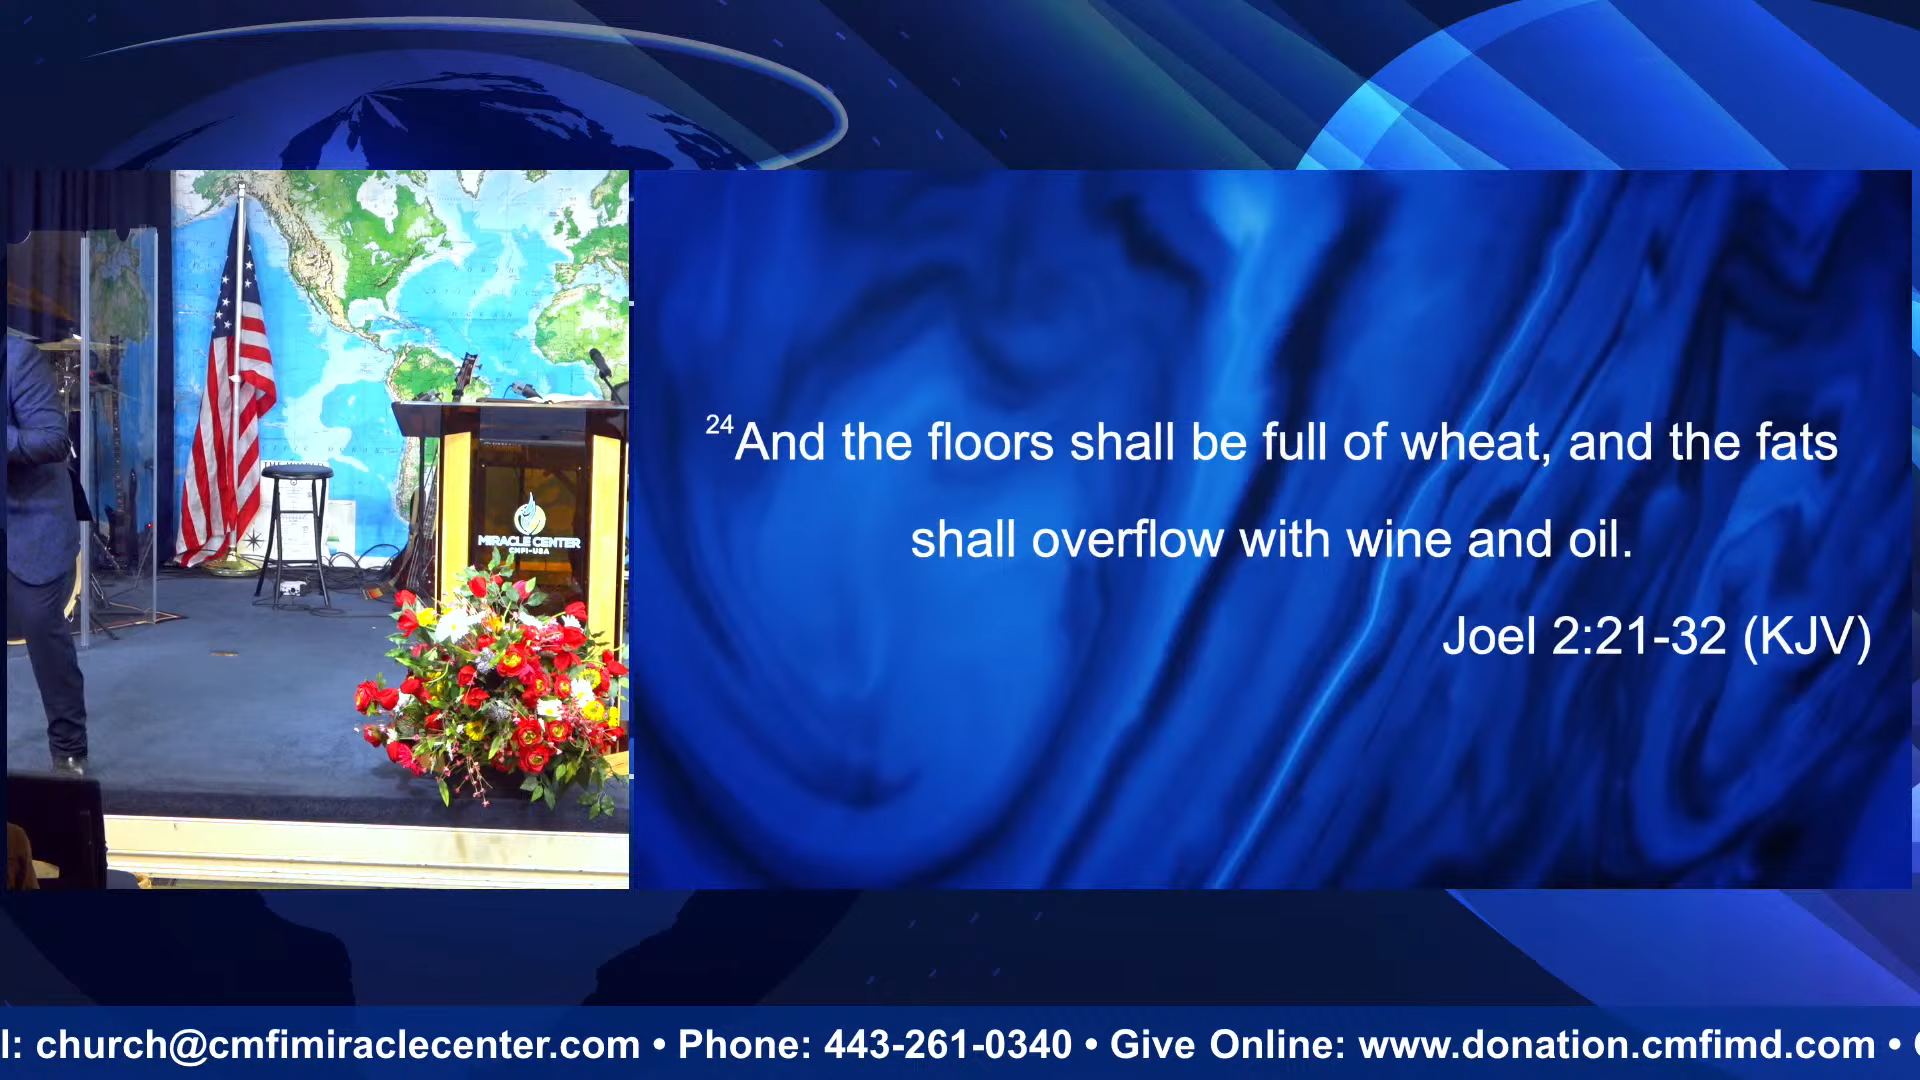 24And the floors shall be full of wheat, and the fats
shall overflow with wine and oil.
Joel 2:21-32 (KJV)
MIRACLE CENTER
CMFI-USA
l: church@cmfimiraclecenter.com • Phone: 443-261-0340 • Give Online: www.donation.cmfimd.com •